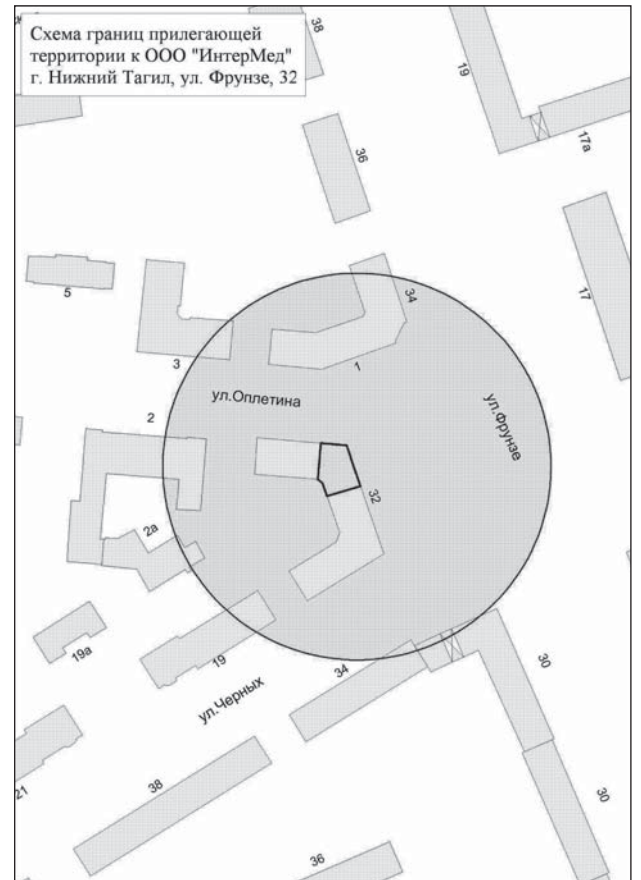 Схема границ прилегающей
территории к ООО "ИнтерМед"
г. Нижний Тагил, ул. Фрунзе, 32
38
19
17а
36
5
34
17
3
1
ул.Оплетина
2
ул.Фрунзе
32
2а
19а
19
34
30
ул.Черных
21
38
30
36